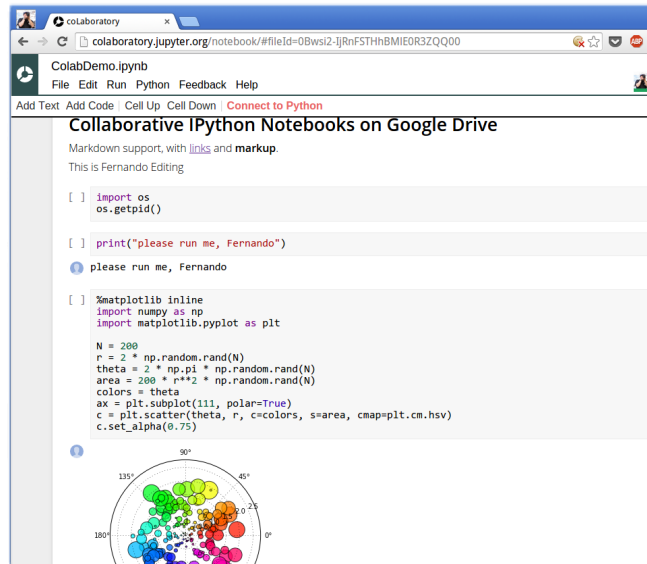 coLaboratory
colaboratory.jupyter.org/notebook/#fileId=0Bwsi2-IjRnFSTHhBMlE0R3ZQQ00
ABP
ColabDemo.ipynb
File Edit Run Python Feedback Help
Add Text Add Code Cell Up Cell Down Connect to Python
Collaborative IPython Notebooks on Google Drive
Markdown support, with links and markup.
This is Fernando Editing
[ ] import os
os.getpid()
[ ] print("please run me, Fernando")
please run me, Fernando
[ ] %matplotlib inline
import numpy as np
import matplotlib.pyplot as plt
N = 200
r = 2 * np.random.rand(N)
theta = 2 * np.pi * np.random.rand(N)
area = 200 * r**2 * np.random.rand(N)
colors = theta
ax = plt.subplot(111, polar=True)
c = plt.scatter(theta, r, c=colors, s=area, cmap=plt.cm.hsv)
c.set_alpha(0.75)
90°
135° 45°
2.5
2.0
180° 0°